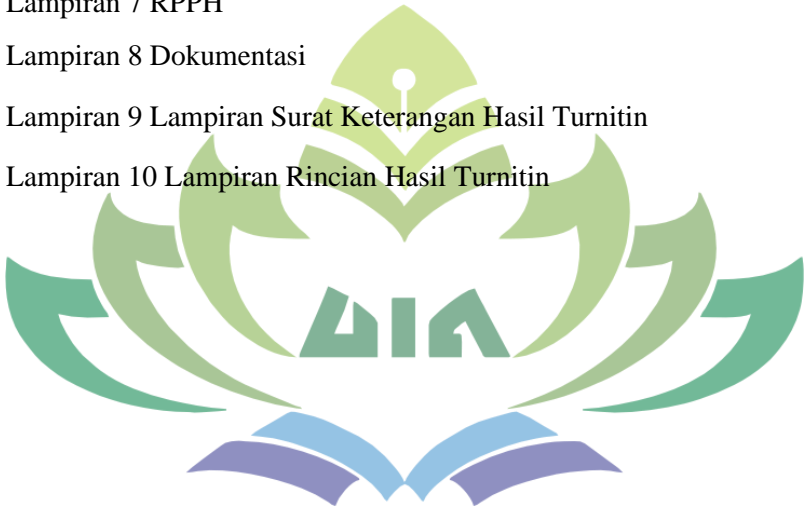 Lampiran 7 RPPH
Lampiran 8 Dokumentasi
Lampiran 9 Lampiran Surat Keterangan Hasil Turnitin
Lampiran 10 Lampiran Rincian Hasil Turnitin
UIN